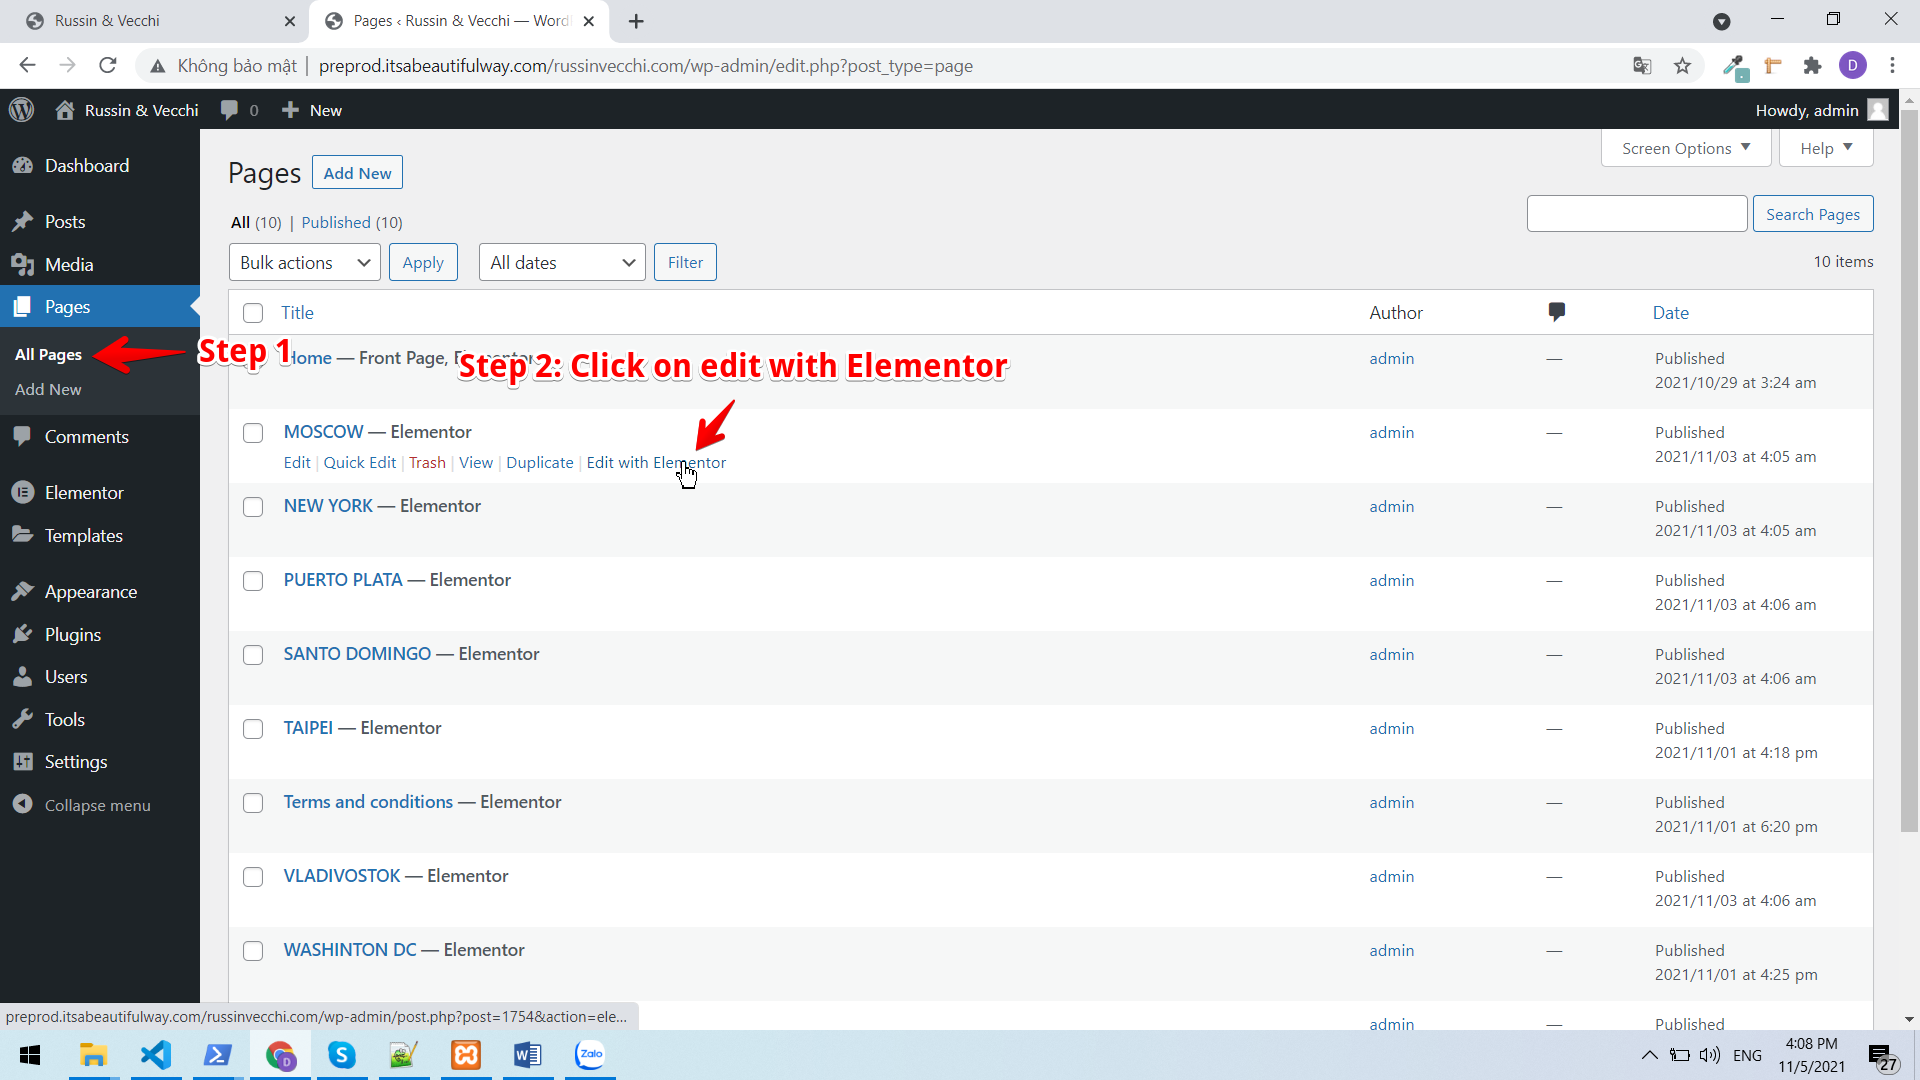 Russin & Vecchi
Pages ‹ Russin & Vecchi — Word
Không bảo mật | preprod.itsabeautifulway.com/russinvecchi.com/wp-admin/edit.php?post_type=page
D
Russin & Vecchi 0 New
Howdy, admin
Dashboard
Posts
Media
Pages
All Pages
Add New
Comments
Elementor
Templates
Appearance
Plugins
Users
Tools
Settings
Collapse menu
Screen Options
Help
Pages Add New
All (10) | Published (10)
Search Pages
Bulk actions Apply All dates Filter
10 items
Title Author Date
Step 1
Step 2: Click on edit with Elementor
Home — Front Page, Elementor admin — Published
2021/10/29 at 3:24 am
MOSCOW — Elementor admin — Published
2021/11/03 at 4:05 am
Edit | Quick Edit | Trash | View | Duplicate | Edit with Elementor
NEW YORK — Elementor admin — Published
2021/11/03 at 4:05 am
PUERTO PLATA — Elementor admin — Published
2021/11/03 at 4:06 am
SANTO DOMINGO — Elementor admin — Published
2021/11/03 at 4:06 am
TAIPEI — Elementor admin — Published
2021/11/01 at 4:18 pm
Terms and conditions — Elementor admin — Published
2021/11/01 at 6:20 pm
VLADIVOSTOK — Elementor admin — Published
2021/11/03 at 4:06 am
WASHINTON DC — Elementor admin — Published
2021/11/01 at 4:25 pm
admin — Published
preprod.itsabeautifulway.com/russinvecchi.com/wp-admin/post.php?post=1754&action=ele...
Zalo
ENG
4:08 PM
11/5/2021
27